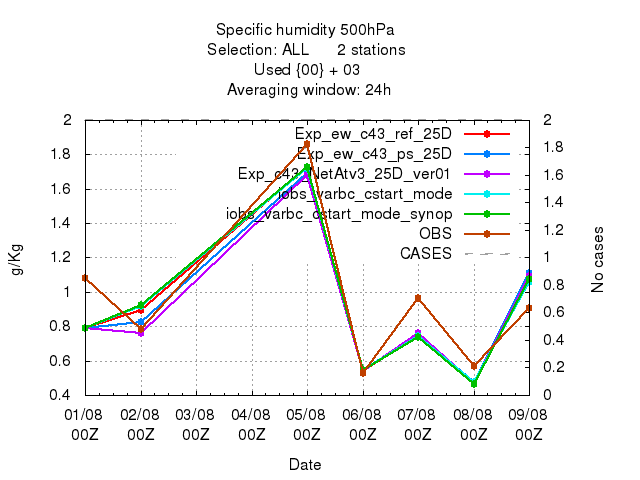 Specific humidity 500hPa
Selection: ALL 2 stations
Used {00} + 03
Averaging window: 24h
2 2
1.8 1.8
1.6 1.6
1.4 1.4
1.2 1.2
1 1
0.8 0.8
0.6 0.6
0.4 0.4
0.2
0
g/Kg
No cases
Exp_ew_c43_ref_25D
Exp_ew_c43_ps_25D
Exp_c43_NetAtv3_25D_ver01
iobs_varbc_cstart_mode
iobs_varbc_cstart_mode_synop
OBS
CASES
01/08 02/08 03/08 04/08 05/08 06/08 07/08 08/08 09/08
00Z 00Z 00Z 00Z 00Z 00Z 00Z 00Z 00Z
Date